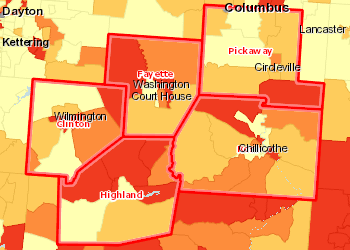 Dayton
Columbus
Kettering
Lancaster
Pickaway
Circleville
Fayette
Washington
Court House
Wilmington
Clinton
Chillicothe
Highland